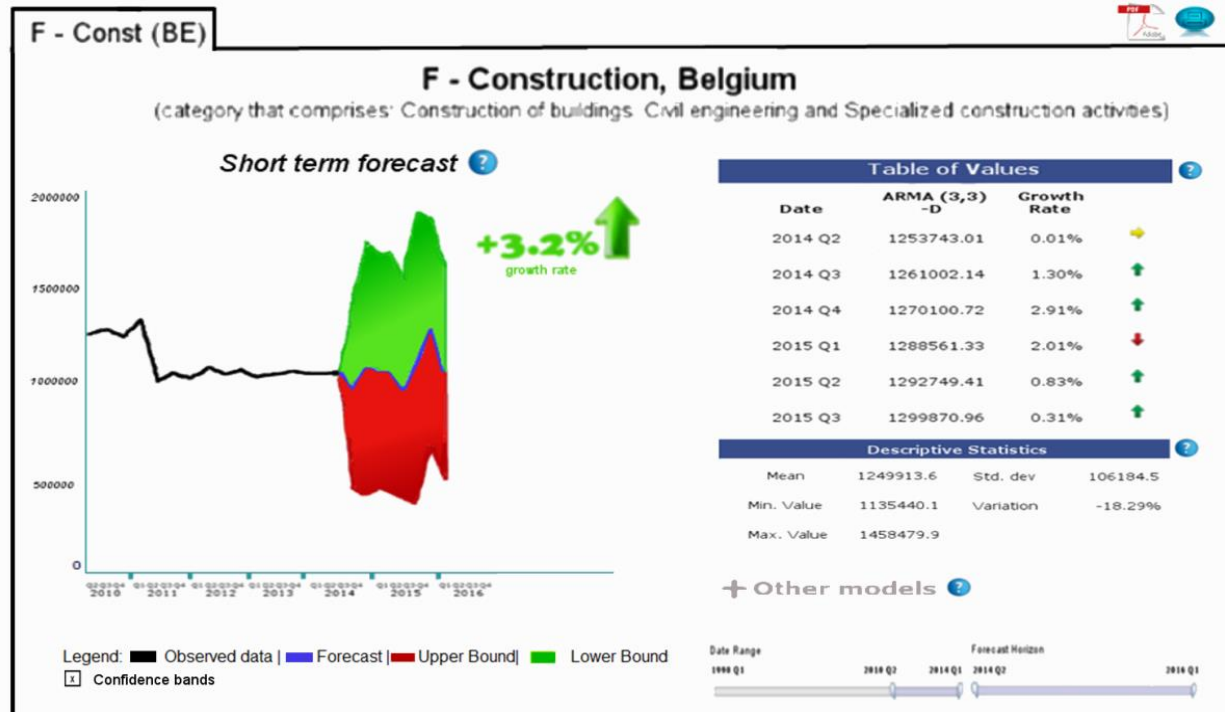 F - Const (BE)
PDF
Adobe
F - Construction, Belgium
(category that comprises: Construction of buildings. Civil engineering and Specialized construction activities)
Short term forecast ?
+3.2%
growth rate
2000000
1500000
1000000
500000
0
2010 2011 2012 2013 2014 2015 2016
Legend: Observed data | Forecast | Upper Bound| Lower Bound
x Confidence bands
Table of Values ?
Date ARMA (3,3) -D Growth Rate
2014 Q2 1253743.01 0.01%
2014 Q3 1261002.14 1.30%
2014 Q4 1270100.72 2.91%
2015 Q1 1288561.33 2.01%
2015 Q2 1292749.41 0.83%
2015 Q3 1299870.96 0.31%
Descriptive Statistics ?
Mean 1249913.6 Std. dev 106184.5
Min. Value 1135440.1 Variation -18.29%
Max. Value 1458479.9
+ Other models ?
Date Range Forecast Horizon
1990 Q1 2010 Q2 2014 Q1 2014 Q2 2016 Q1